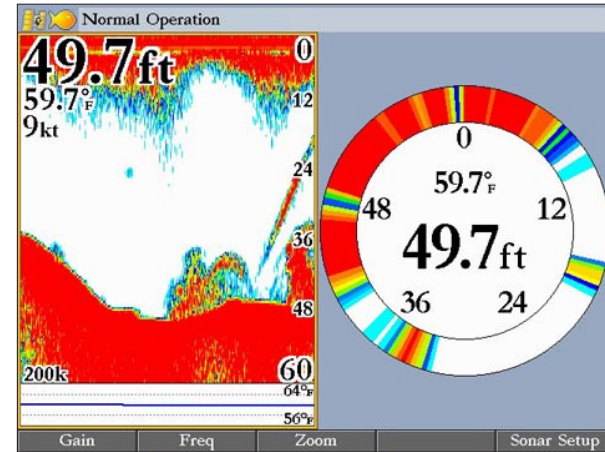 Normal Operation
49.7ft
59.7°F
9kt
0
12
24
36
48
60
200k
64°F
56°F
0
12
24
36
48
59.7°F
49.7ft
Gain Freq Zoom Sonar Setup